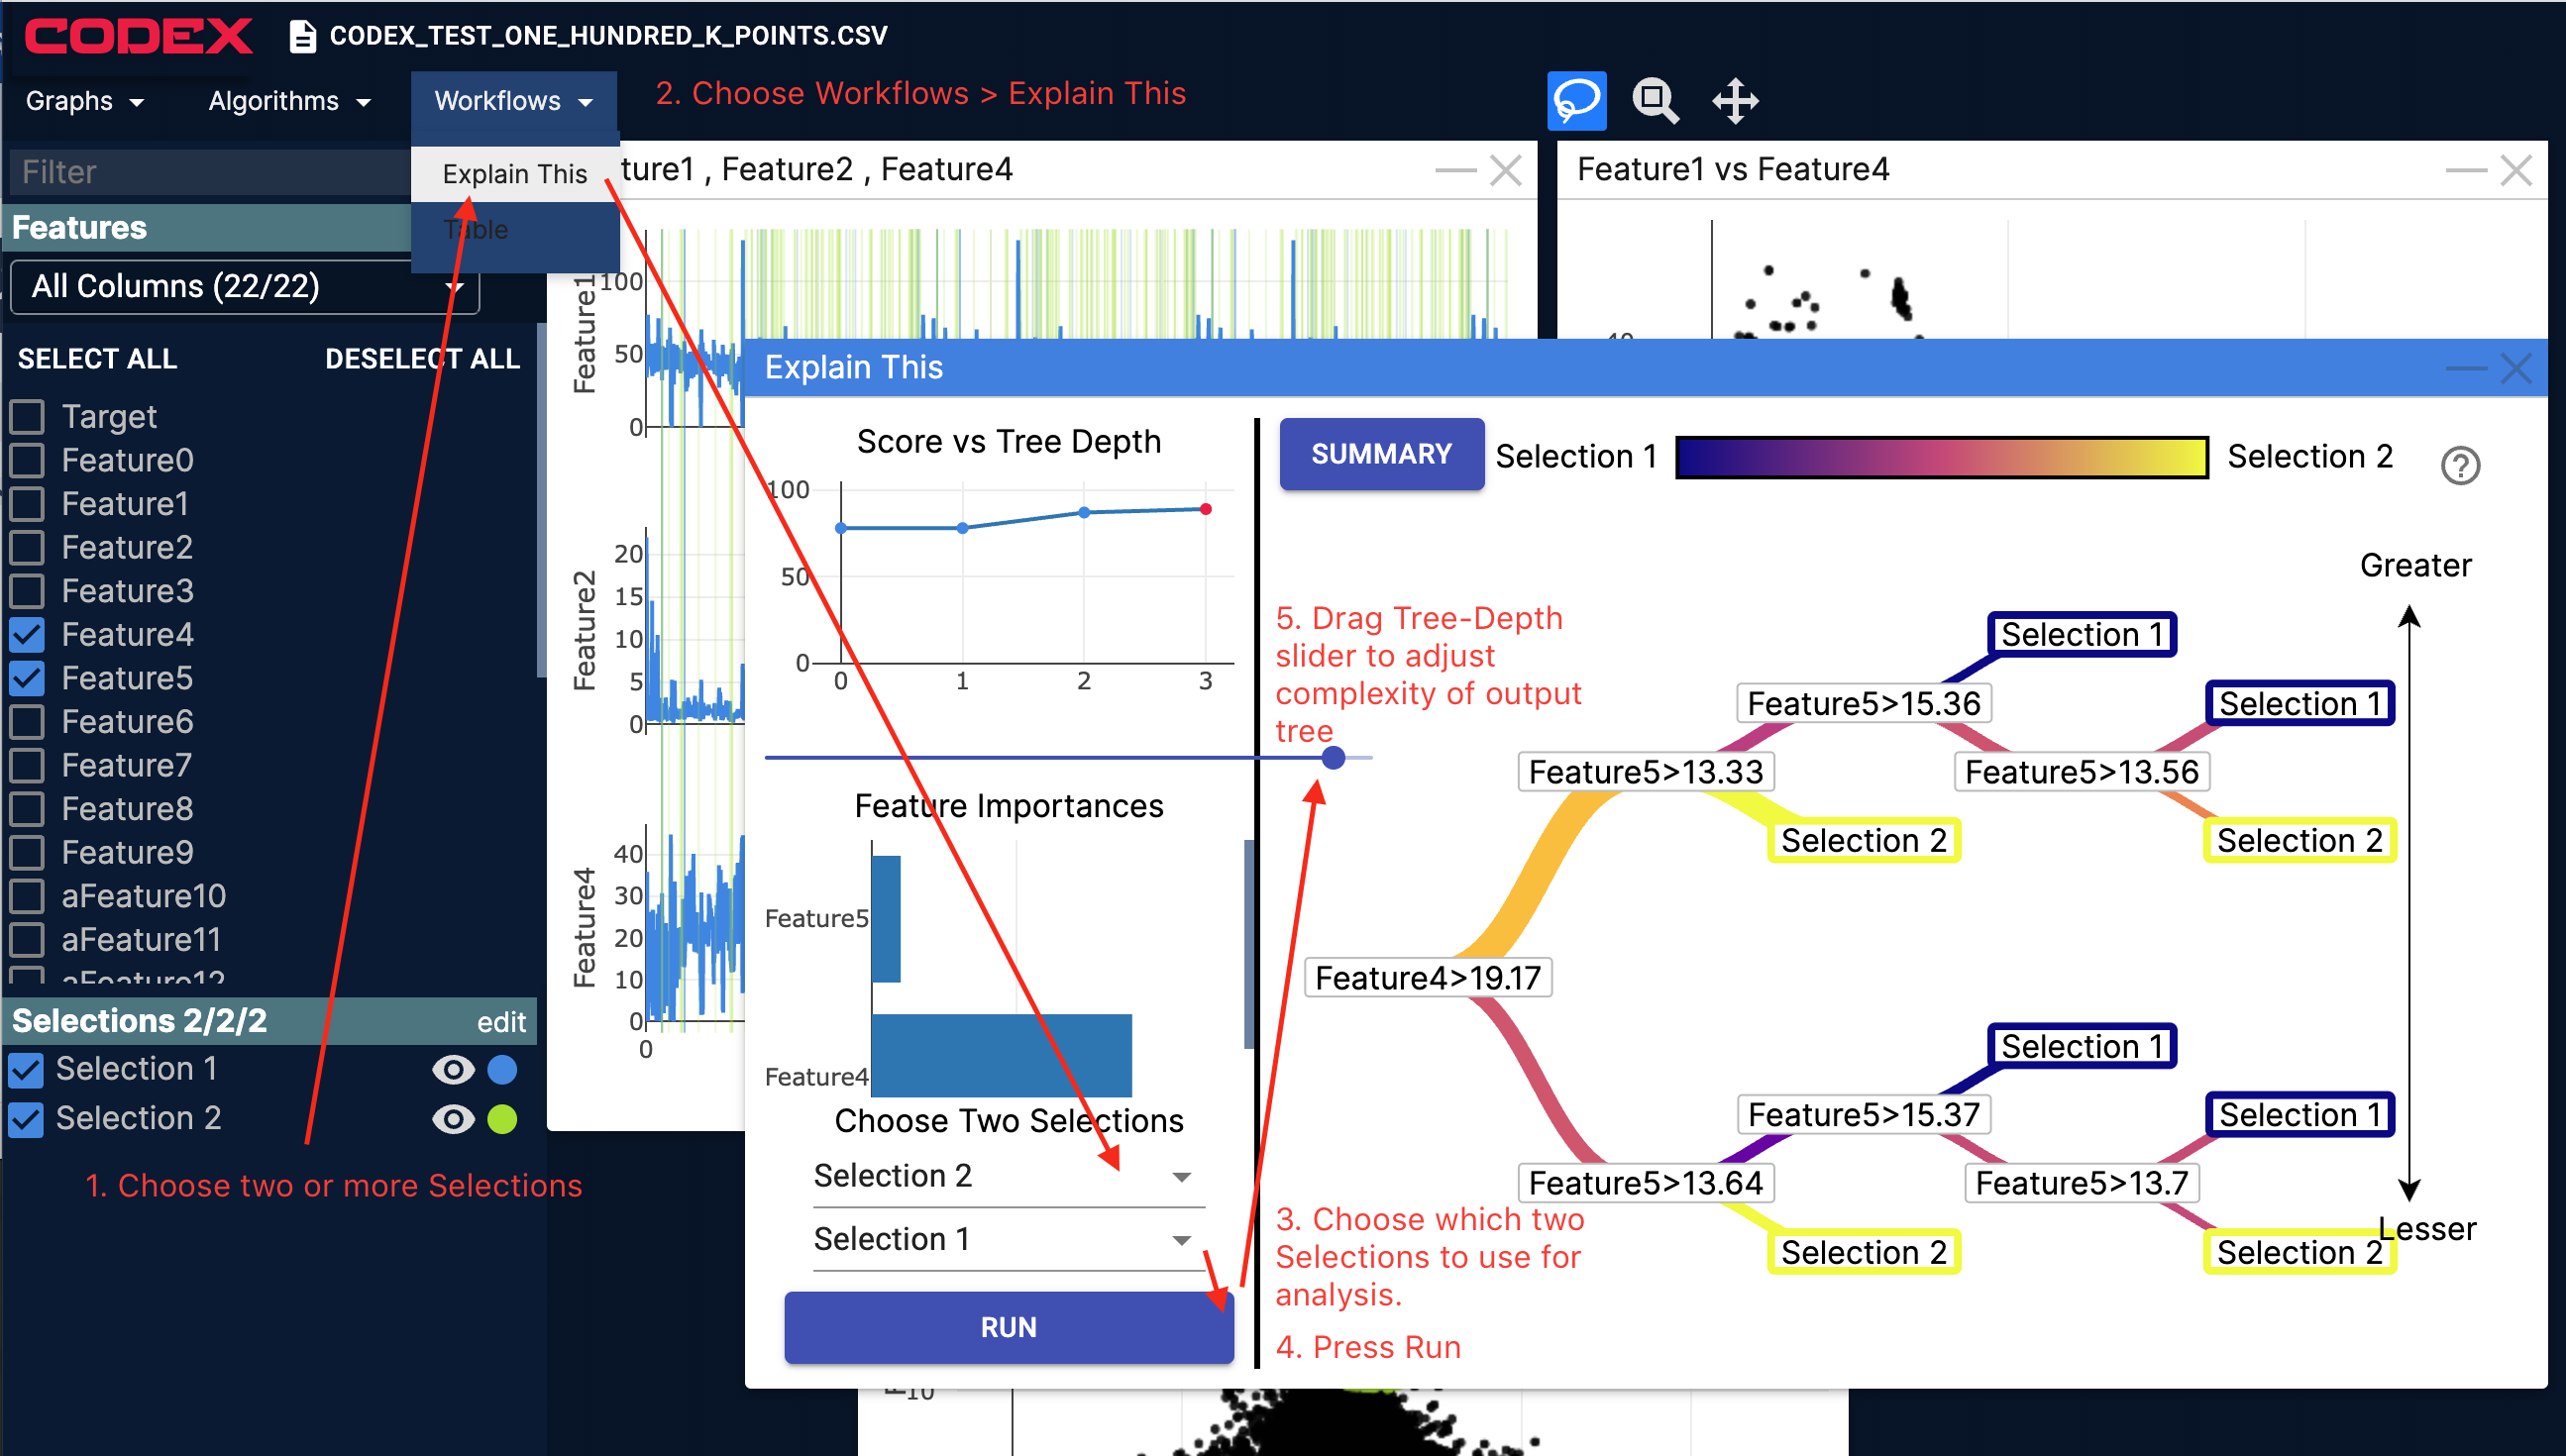 CODEX
CODEX_TEST_ONE_HUNDRED_K_POINTS.CSV
Graphs
Algorithms
Workflows
2. Choose Workflows > Explain This
Filter
Explain This
Table
Features
All Columns (22/22)
SELECT ALL
DESELECT ALL
Target
Feature0
Feature1
Feature2
Feature3
Feature4
Feature5
Feature6
Feature7
Feature8
Feature9
aFeature10
aFeature11
aFeature12
Selections 2/2/2
edit
Selection 1
Selection 2
1. Choose two or more Selections
ture1 , Feature2 , Feature4
Feature1
100
50
0
Feature2
20
15
10
5
0
Feature4
40
30
20
10
0
0
Feature1 vs Feature4
Explain This
Score vs Tree Depth
100
50
0
0
1
2
3
Feature Importances
Feature5
Feature4
Choose Two Selections
Selection 2
Selection 1
RUN
SUMMARY
Selection 1
Selection 2
?
5. Drag Tree-Depth
slider to adjust
complexity of output
tree
Greater
Selection 1
Feature5>15.36
Selection 1
Feature5>13.33
Feature5>13.56
Selection 2
Selection 2
Feature4>19.17
Selection 1
Feature5>15.37
Selection 1
Feature5>13.64
Feature5>13.7
Selection 2
Selection 2
Lesser
3. Choose which two
Selections to use for
analysis.
4. Press Run
10